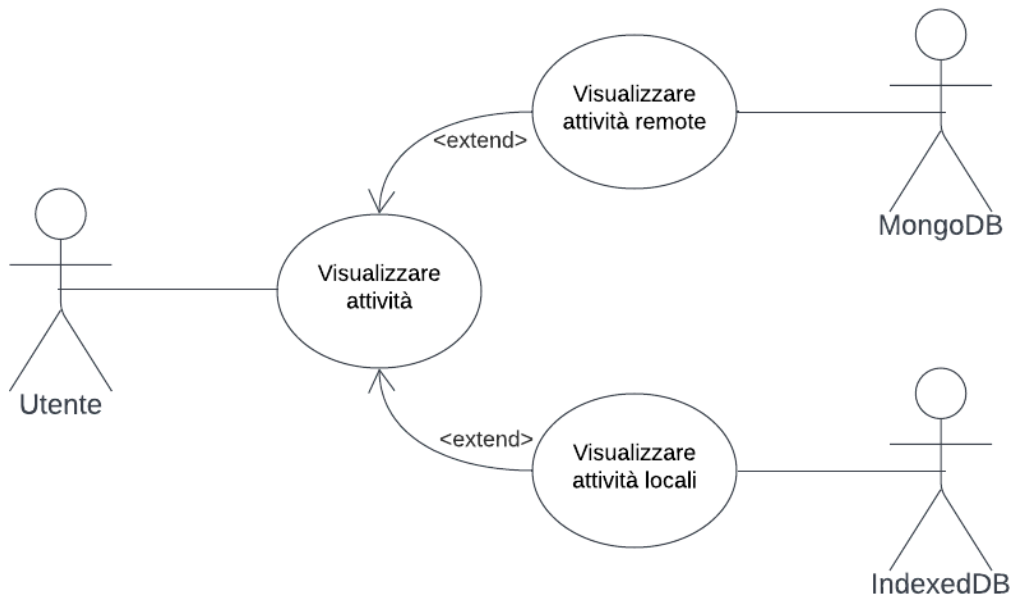 Visualizzare
attività remote
<extend>
MongoDB
Visualizzare
attività
Utente
<extend>
Visualizzare
attività locali
IndexedDB